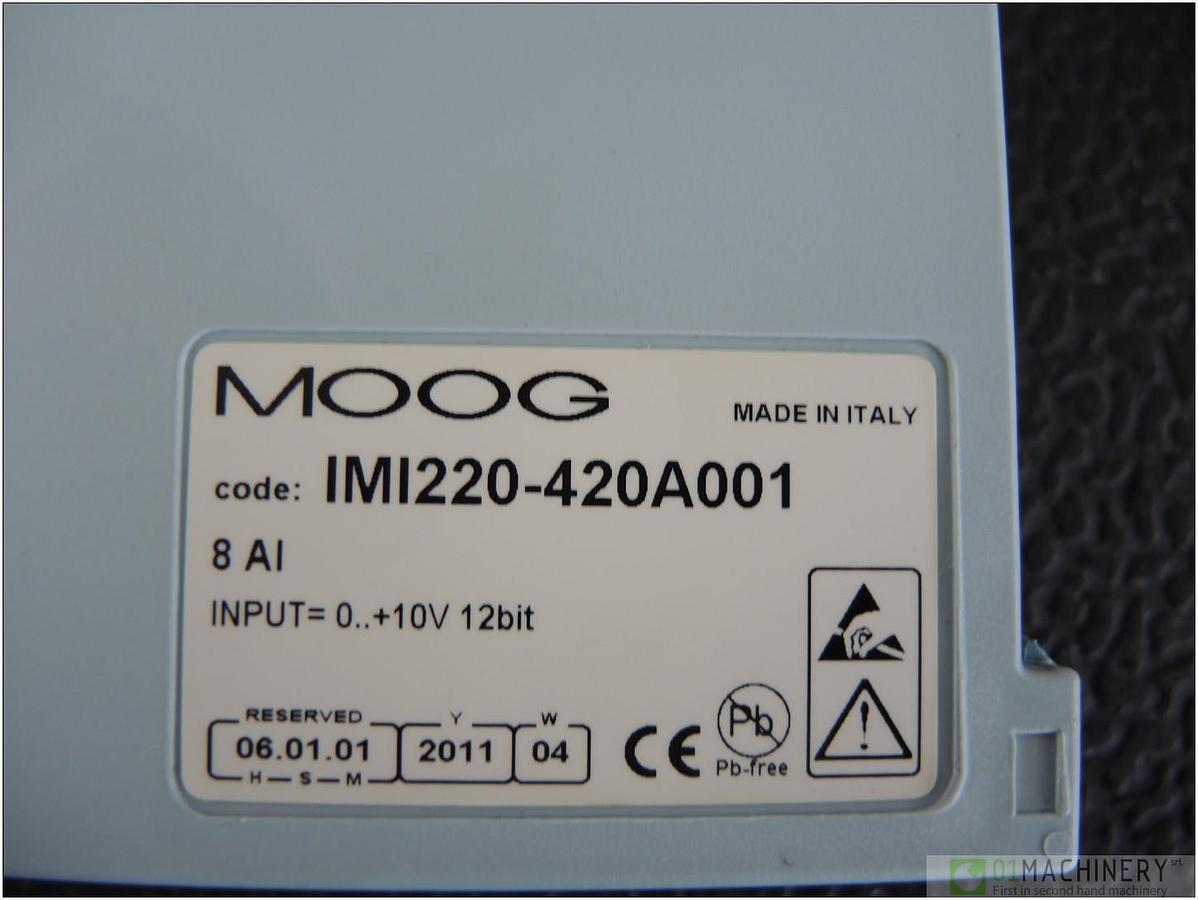 MOOG
MADE IN ITALY
code: IMI220-420A001
8 AI
INPUT= 0..+10V 12bit
RESERVED Y W
06.01.01 2011 04
H — S — M
CE
Pb
Pb-free
01MACHINERY srl
First in second hand machinery